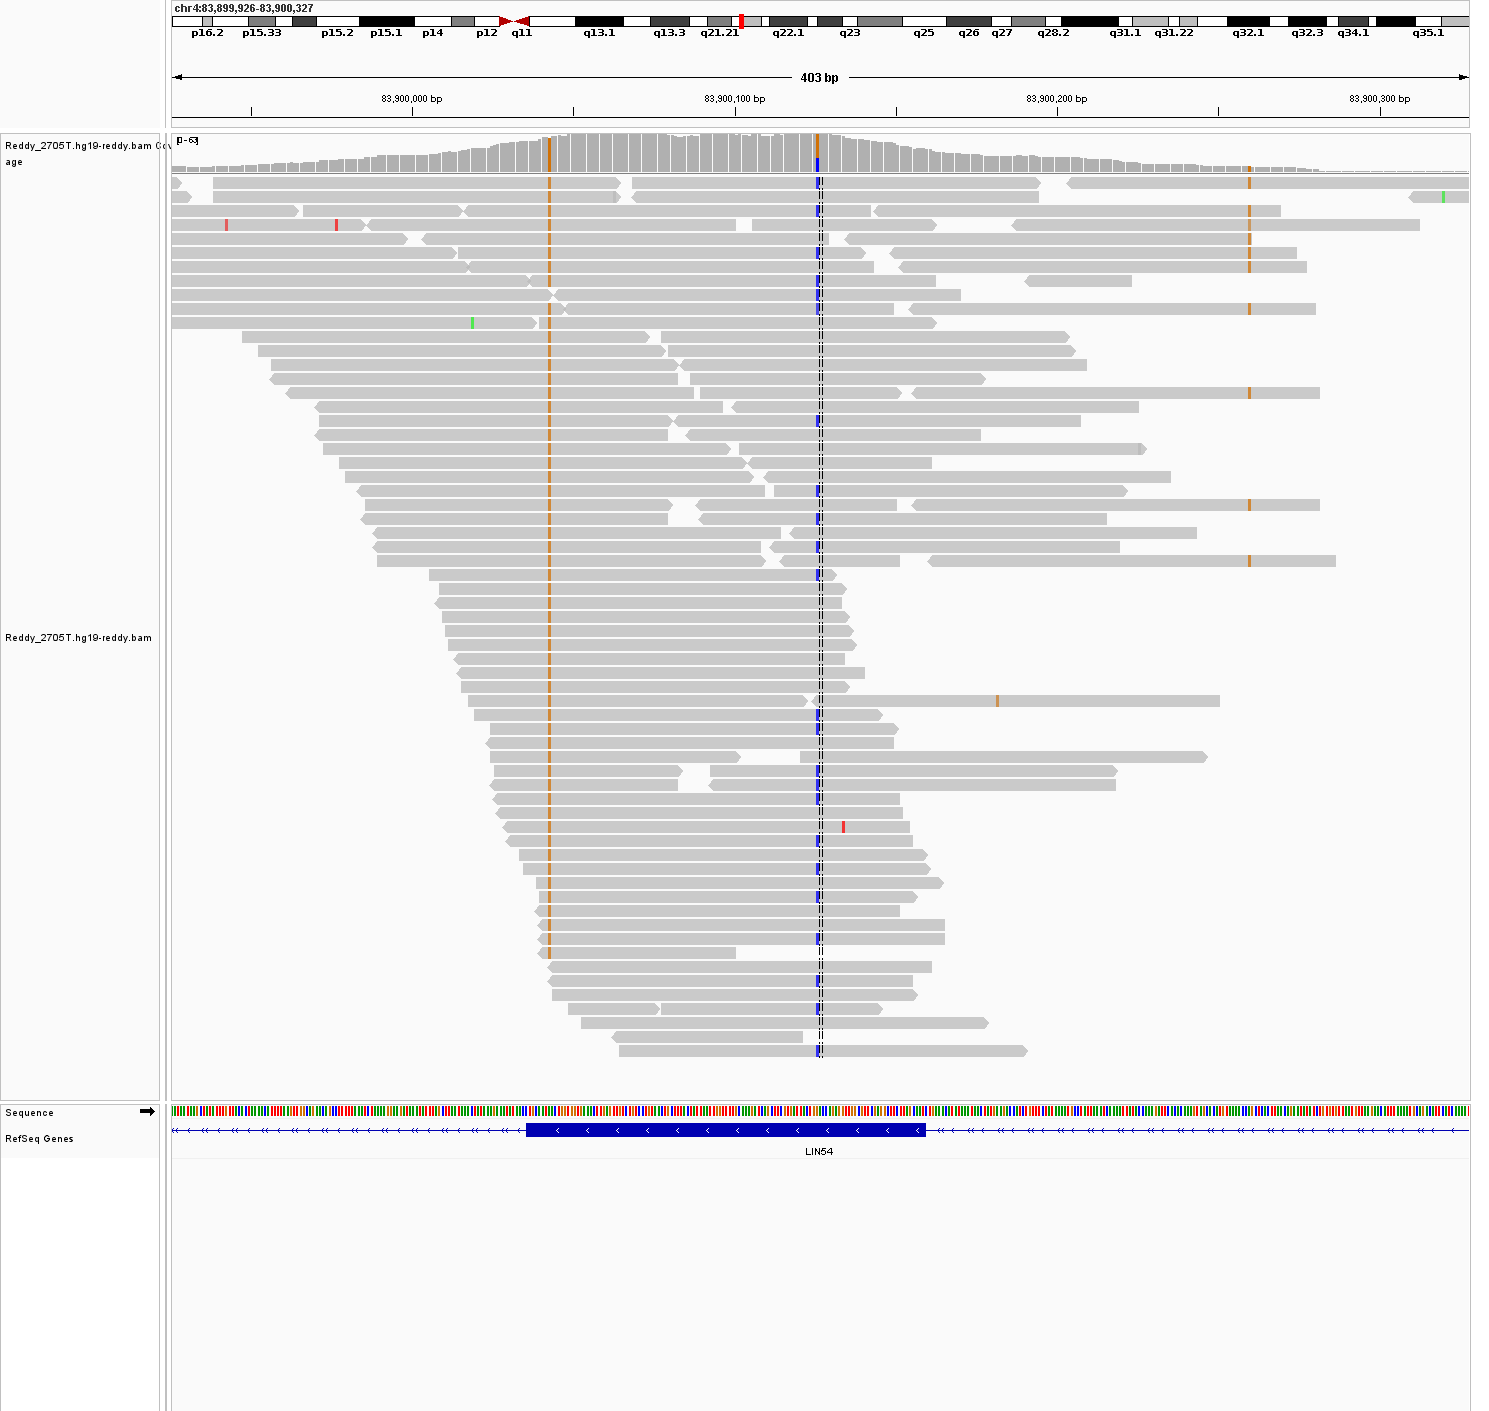 chr4:83,899,926-83,900,327
p16.2 p15.33 p15.2 p15.1 p14 p12 q11 q13.1 q13.3 q21.21 q22.1 q23 q25 q26 q27 q28.2 q31.1 q31.22 q32.1 q32.3 q34.1 q35.1
403 bp
83,900,000 bp 83,900,100 bp 83,900,200 bp 83,900,300 bp
[0-63]
Reddy_2705T.hg19-reddy.bam Cov
age
Reddy_2705T.hg19-reddy.bam
Sequence
RefSeq Genes
LIN54